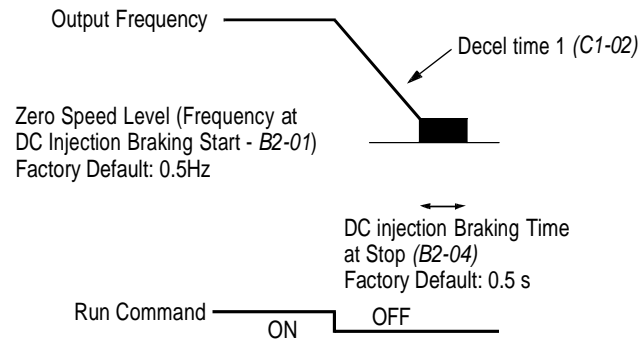 Output Frequency
Decel time 1 (C1-02)
Zero Speed Level (Frequency at
DC Injection Braking Start - B2-01)
Factory Default: 0.5Hz
DC injection Braking Time
at Stop (B2-04)
Factory Default: 0.5 s
Run Command
ON
OFF